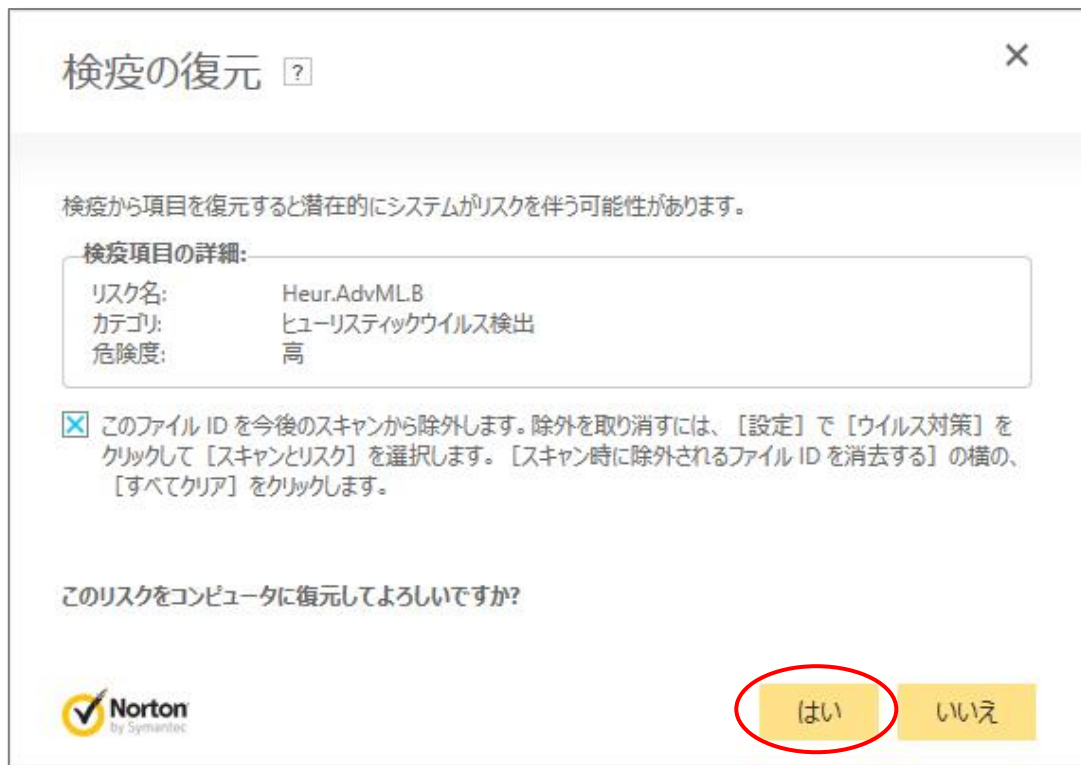 検疫の復元 ?
検疫から項目を復元すると潜在的にシステムがリスクを伴う可能性があります。
検疫項目の詳細:
リスク名: Heur.AdvML.B
カテゴリ: ヒューリスティックウイルス検出
危険度: 高
このファイル ID を今後のスキャンから除外します。除外を取り消すには、［設定］で［ウイルス対策］を
クリックして［スキャンとリスク］を選択します。［スキャン時に除外されるファイル ID を消去する］の横の、
［すべてクリア］をクリックします。
このリスクをコンピュータに復元してよろしいですか?
Norton
by Symantec
はい いいえ